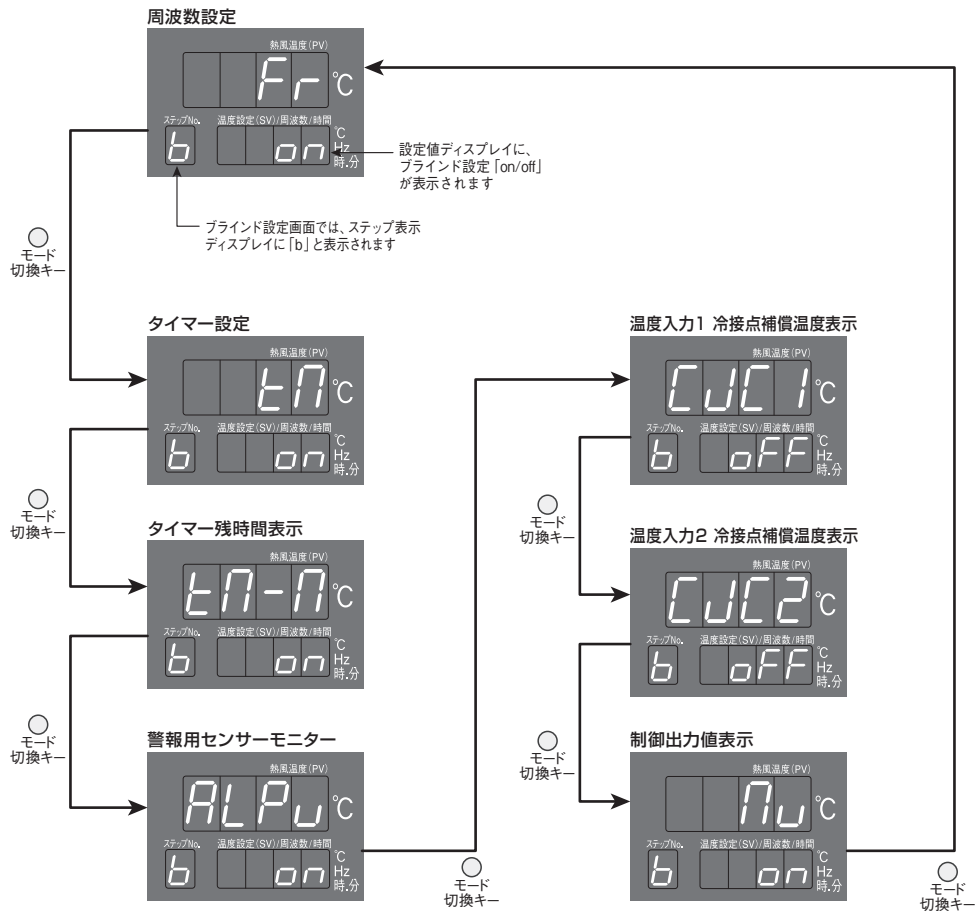 周波数設定
熱風温度(PV)
Fr ℃
ステップNo. 温度設定(SV)/周波数/時間
b on ℃
Hz
時.分
設定値ディスプレイに、
ブラインド設定「on/off」
が表示されます
ブラインド設定画面では、ステップ表示
ディスプレイに「b」と表示されます
モード
切換キー
タイマー設定
熱風温度(PV)
tM ℃
ステップNo. 温度設定(SV)/周波数/時間
b on ℃
Hz
時.分
モード
切換キー
タイマー残時間表示
熱風温度(PV)
tM-M ℃
ステップNo. 温度設定(SV)/周波数/時間
b on ℃
Hz
時.分
モード
切換キー
警報用センサーモニター
熱風温度(PV)
ALPv ℃
ステップNo. 温度設定(SV)/周波数/時間
b on ℃
Hz
時.分
モード
切換キー
温度入力1 冷接点補償温度表示
熱風温度(PV)
CJC1 ℃
ステップNo. 温度設定(SV)/周波数/時間
b oFF ℃
Hz
時.分
モード
切換キー
温度入力2 冷接点補償温度表示
熱風温度(PV)
CJC2 ℃
ステップNo. 温度設定(SV)/周波数/時間
b oFF ℃
Hz
時.分
モード
切換キー
制御出力値表示
熱風温度(PV)
Mv ℃
ステップNo. 温度設定(SV)/周波数/時間
b on ℃
Hz
時.分
モード
切換キー